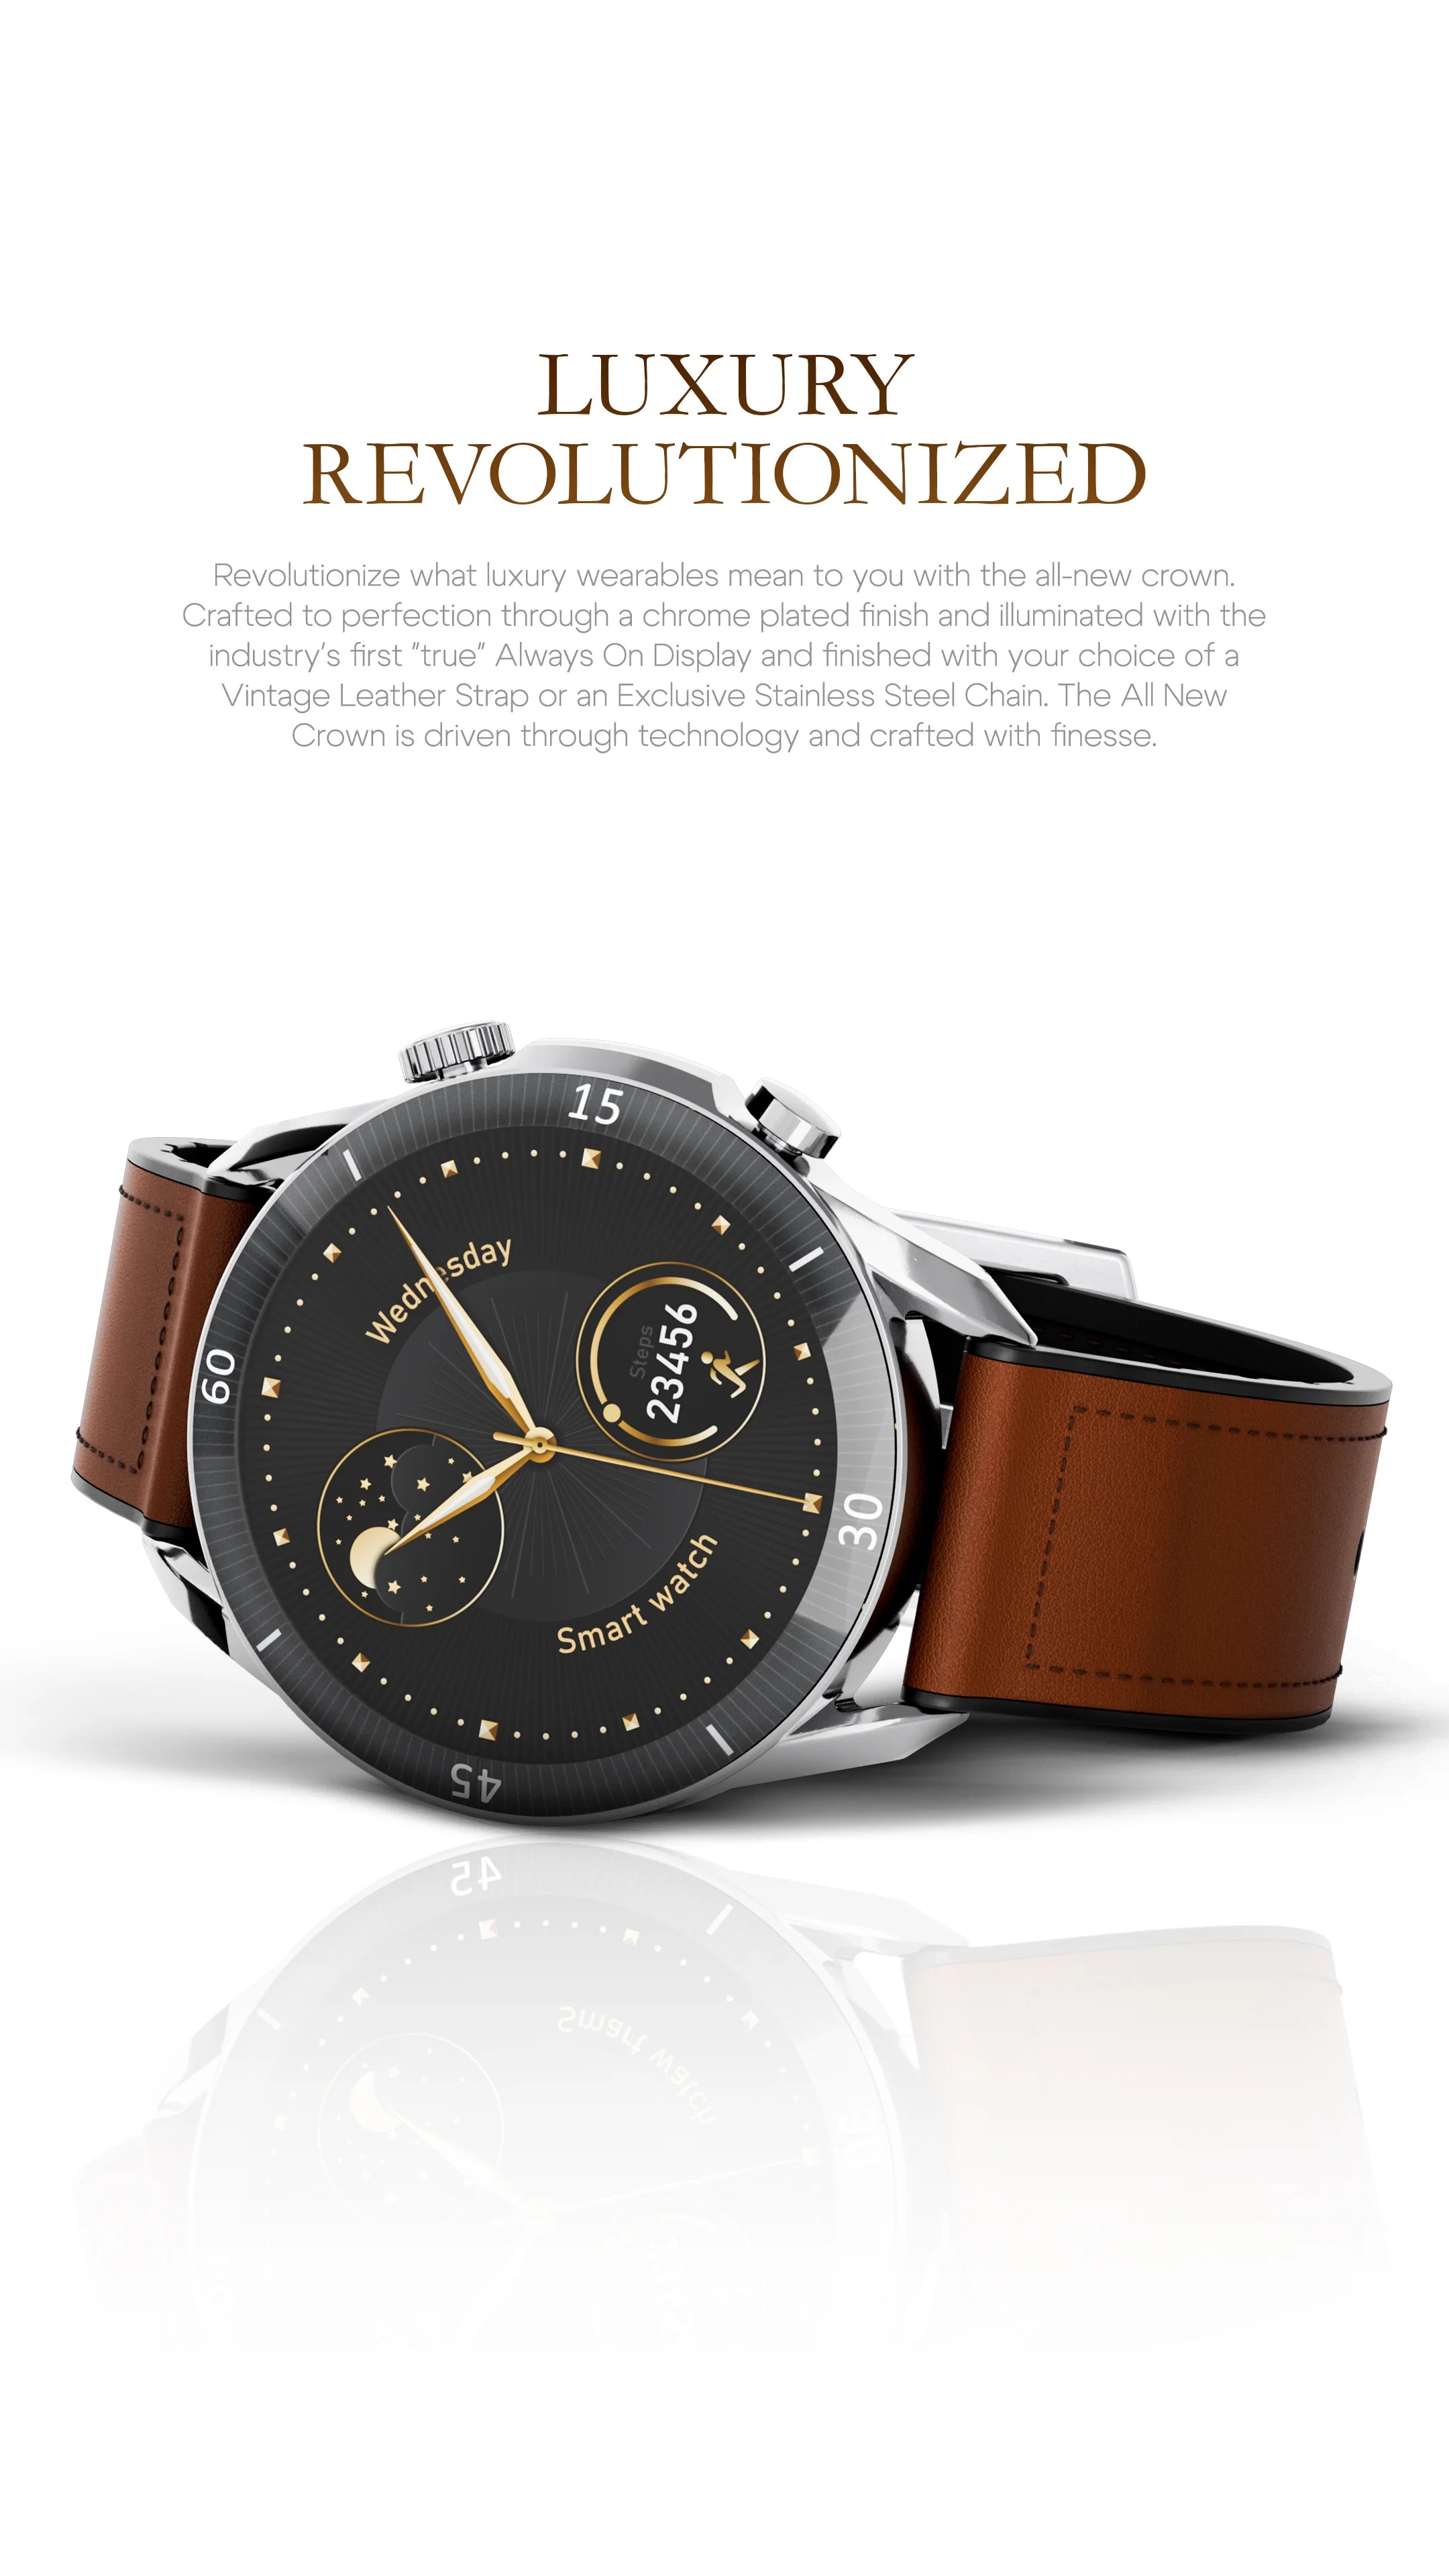 LUXURY
REVOLUTIONIZED
Revolutionize what luxury wearables mean to you with the all-new crown.
Crafted to perfection through a chrome plated finish and illuminated with the
industry's first "true" Always On Display and finished with your choice of a
Vintage Leather Strap or an Exclusive Stainless Steel Chain. The All New
Crown is driven through technology and crafted with finesse.
15
Wednesday
Steps
23456
60
30
Smart watch
45